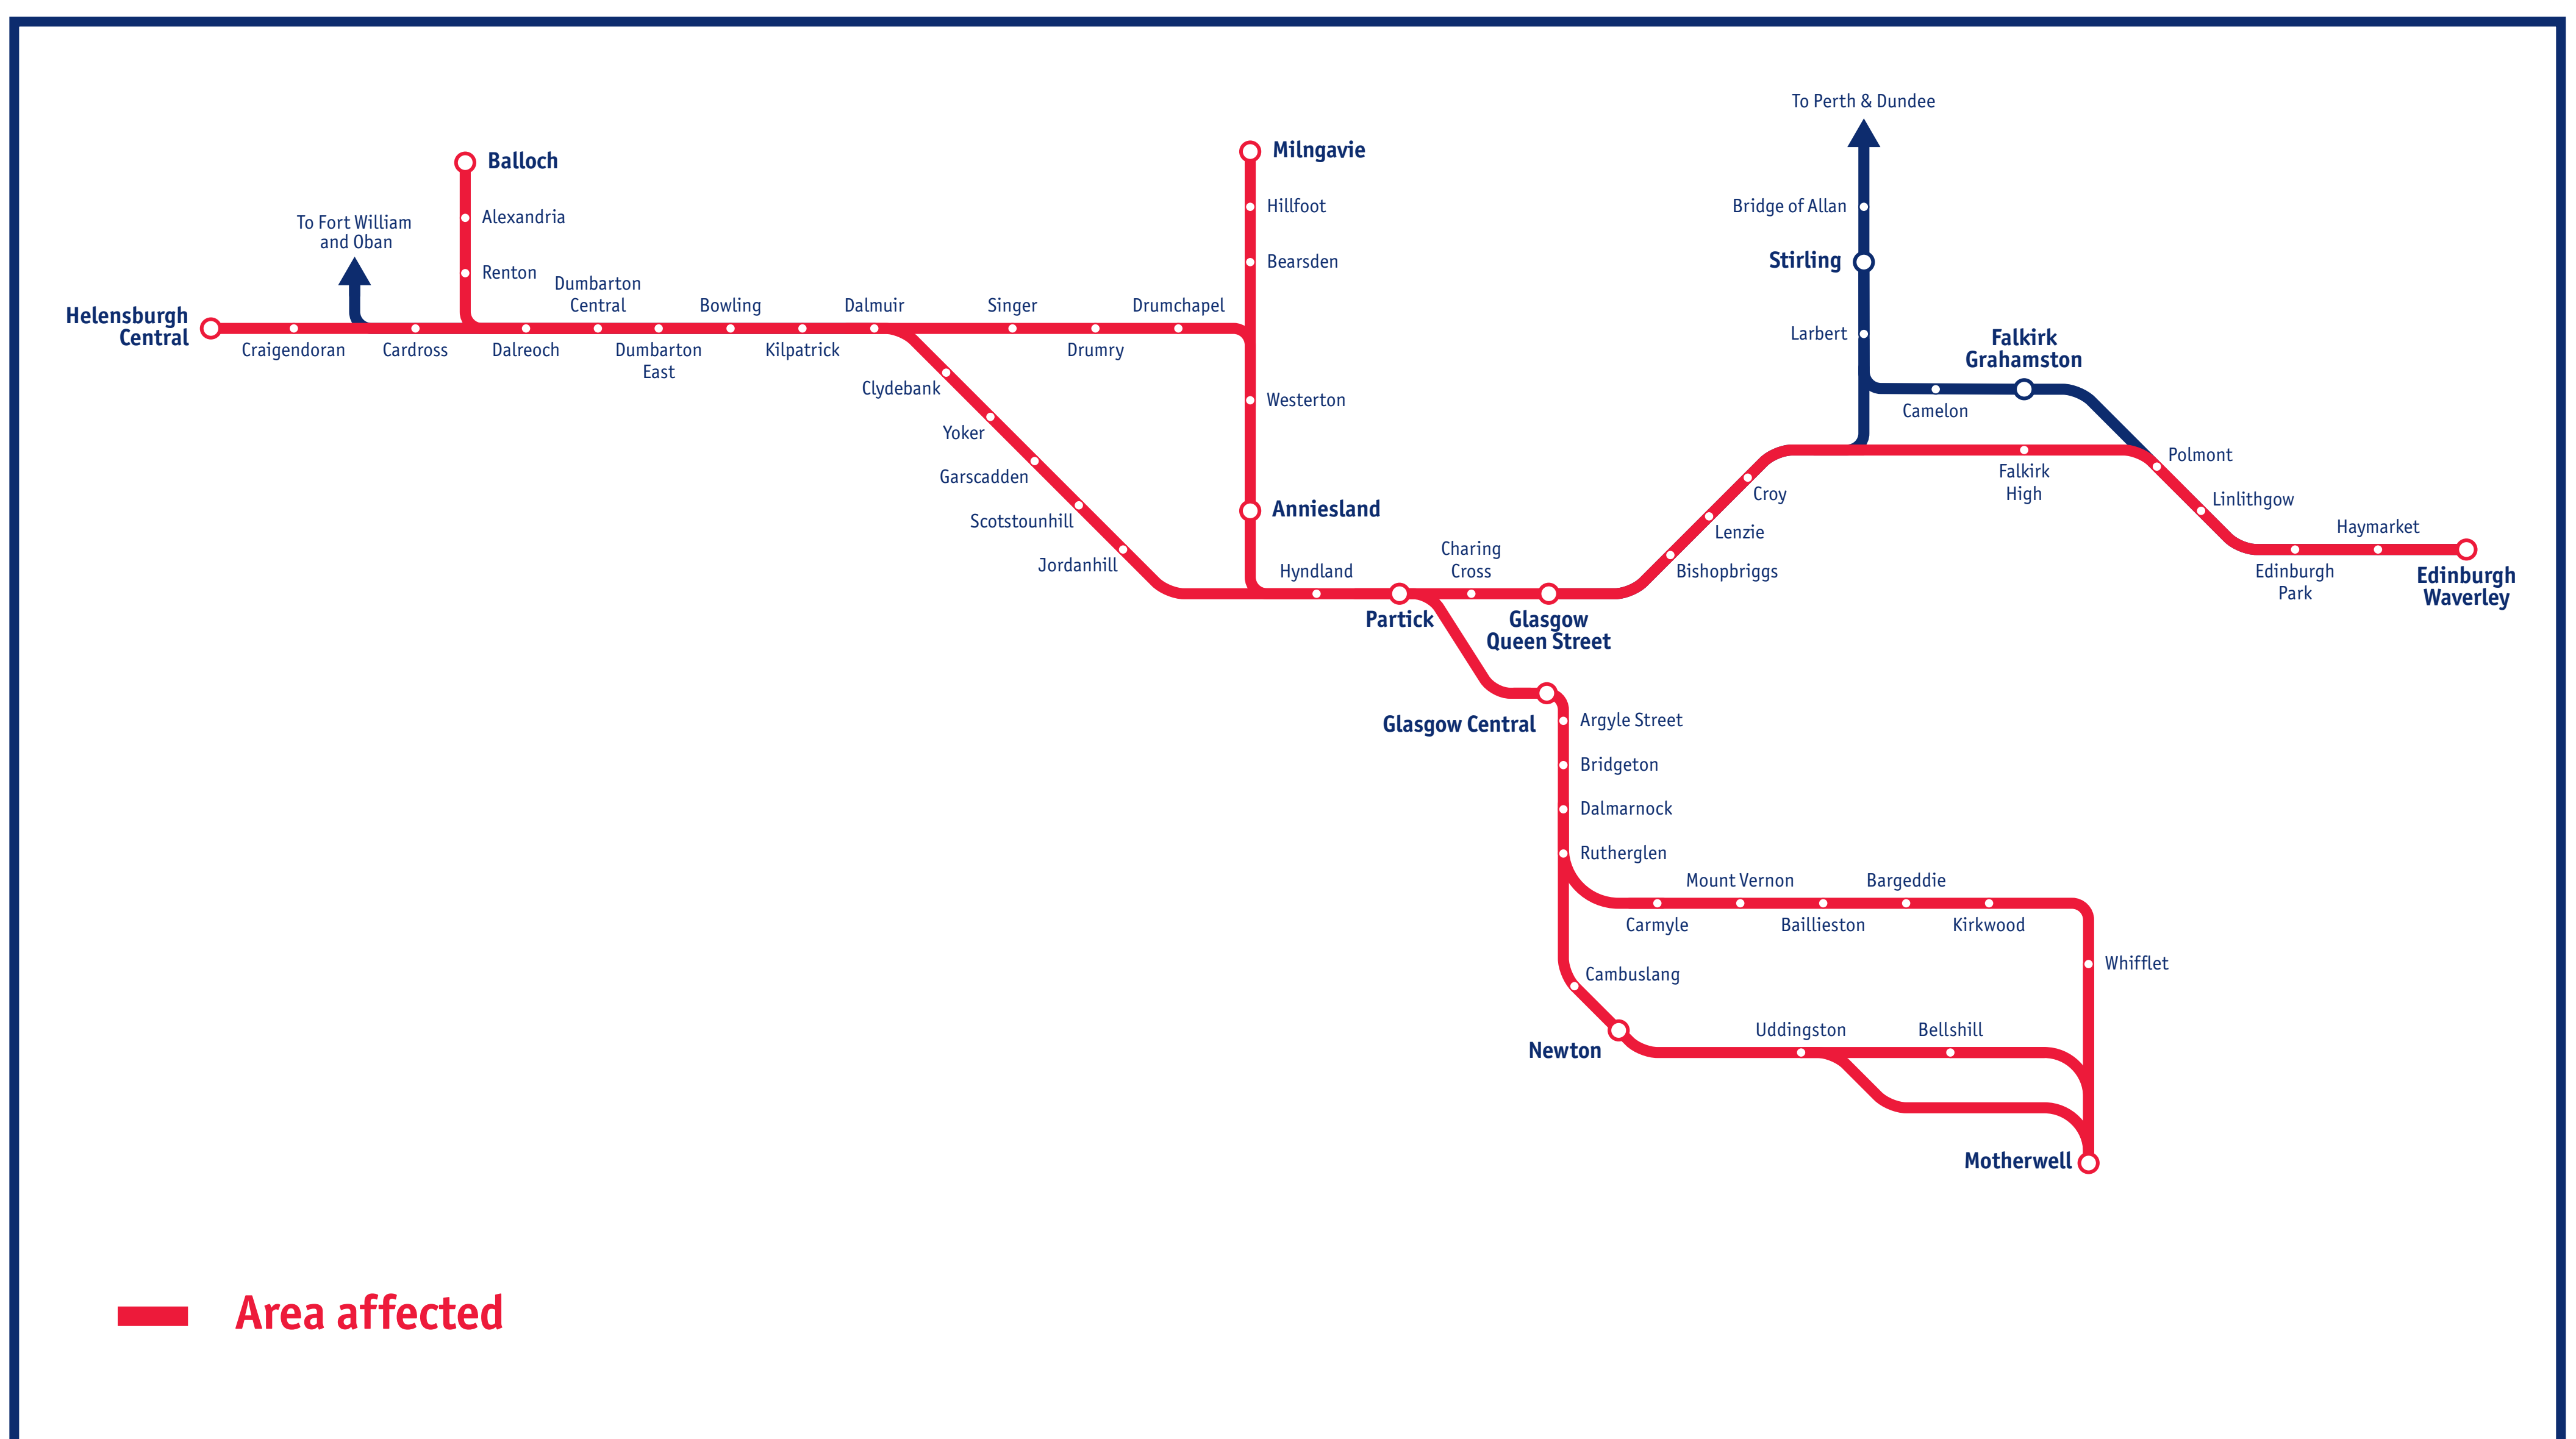 To Perth & Dundee
Balloch
Milngavie
Alexandria
Hillfoot
Bridge of Allan
To Fort William
and Oban
Renton
Bearsden
Stirling
Dumbarton
Central
Bowling
Dalmuir
Singer
Drumchapel
Helensburgh
Central
Craigendoran
Cardross
Dalreoch
Dumbarton
East
Kilpatrick
Drumry
Larbert
Falkirk
Grahamston
Clydebank
Westerton
Camelon
Yoker
Garscadden
Scotstounhill
Jordanhill
Anniesland
Polmont
Falkirk
High
Croy
Linlithgow
Lenzie
Haymarket
Bishopbriggs
Edinburgh
Park
Edinburgh
Waverley
Hyndland
Charing
Cross
Partick
Glasgow
Queen Street
Glasgow Central
Argyle Street
Bridgeton
Dalmarnock
Rutherglen
Mount Vernon
Bargeddie
Carmyle
Baillieston
Kirkwood
Whifflet
Cambuslang
Newton
Uddingston
Bellshill
Motherwell
Area affected